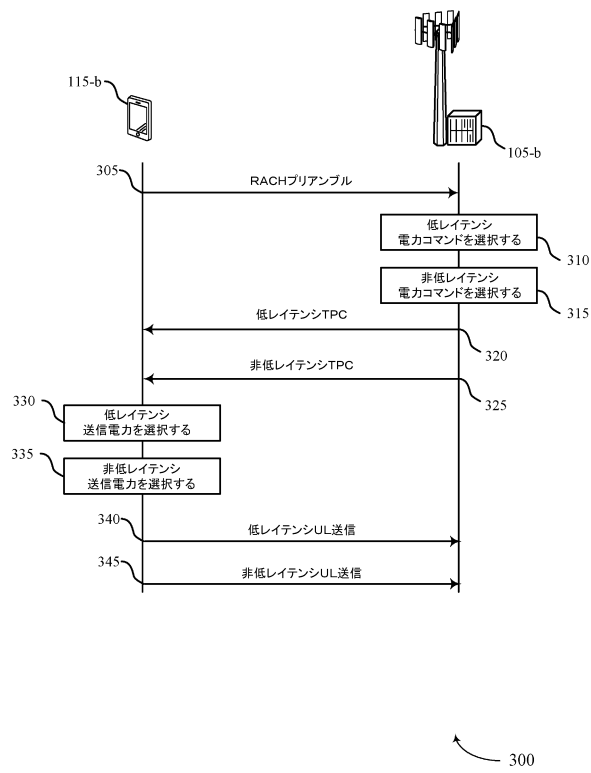 115-b
105-b
305
RACHプリアンブル
低レイテンシ
電力コマンドを選択する
310
非低レイテンシ
電力コマンドを選択する
315
低レイテンシTPC
320
非低レイテンシTPC
325
330
低レイテンシ
送信電力を選択する
335
非低レイテンシ
送信電力を選択する
340
低レイテンシUL送信
345
非低レイテンシUL送信
300